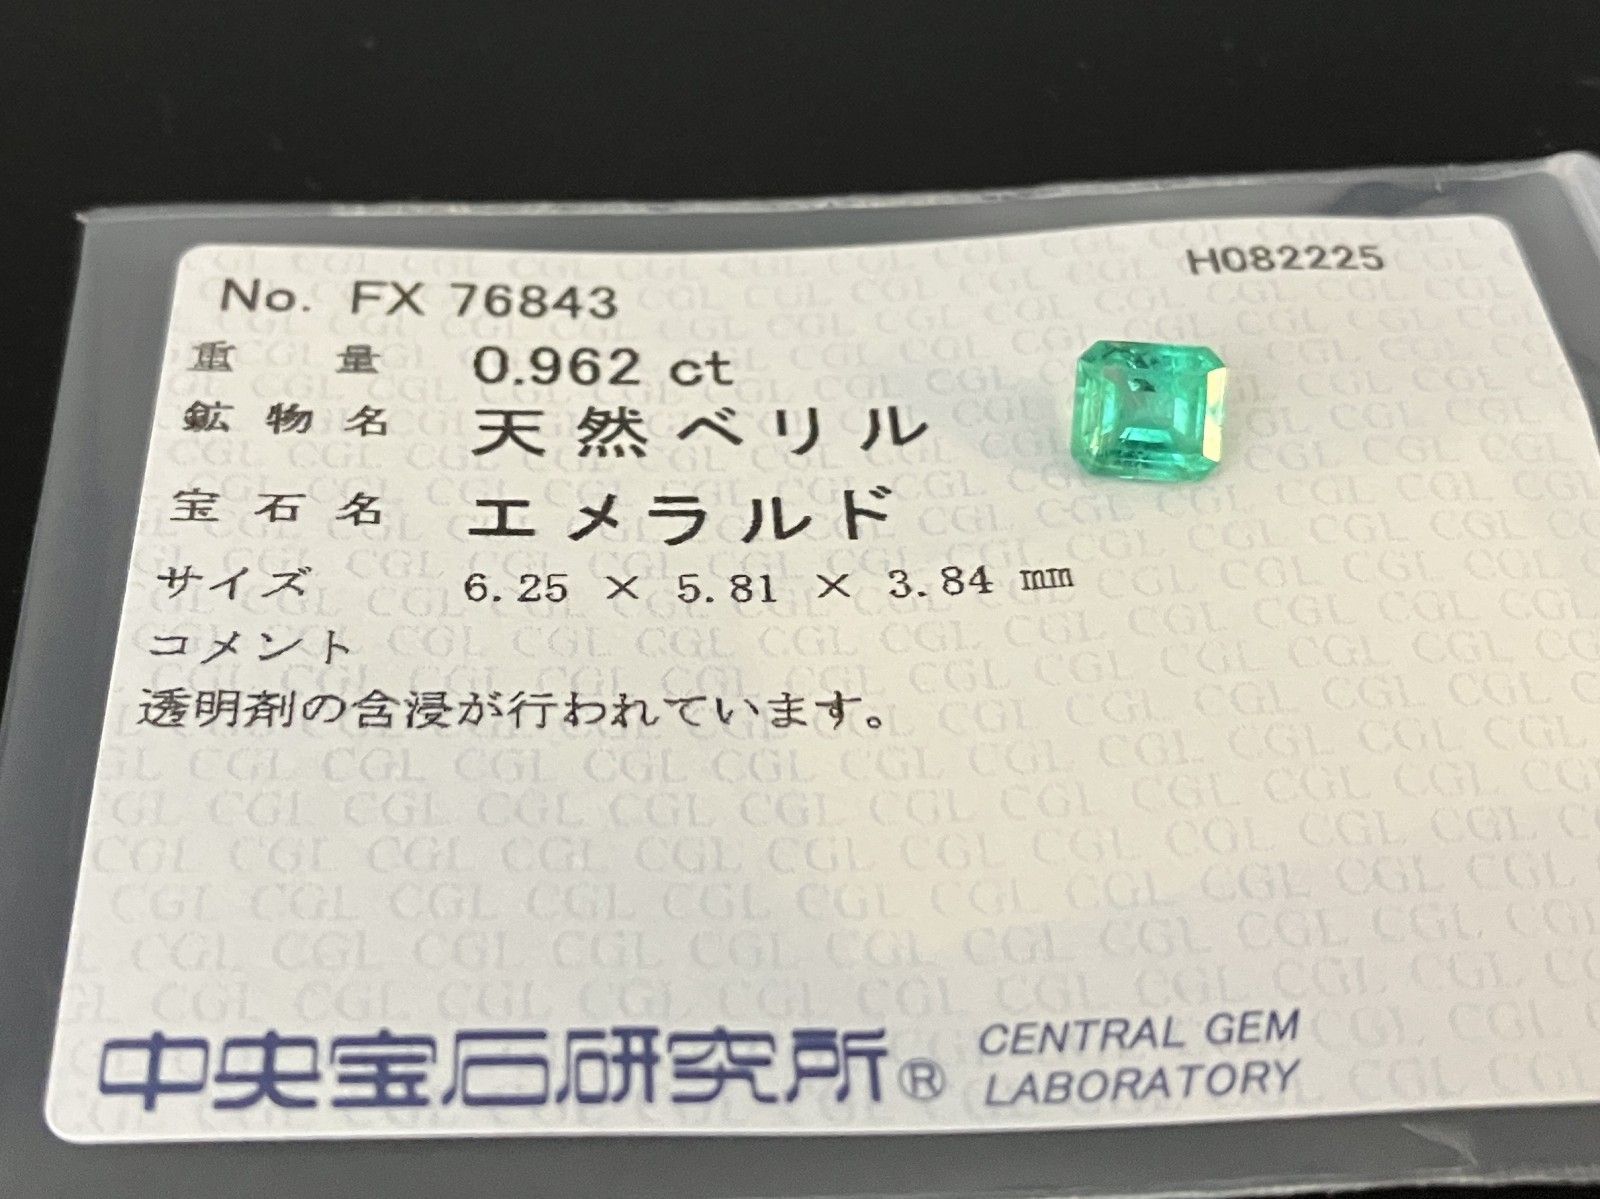 H082225
No. FX 76843
重量 0.962 ct
鉱物名 天然ベリル
宝石名 エメラルド
サイズ 6.25 × 5.81 × 3.84 mm
コメント
透明剤の含浸が行われています。
中央宝石研究所® CENTRAL GEM
LABORATORY